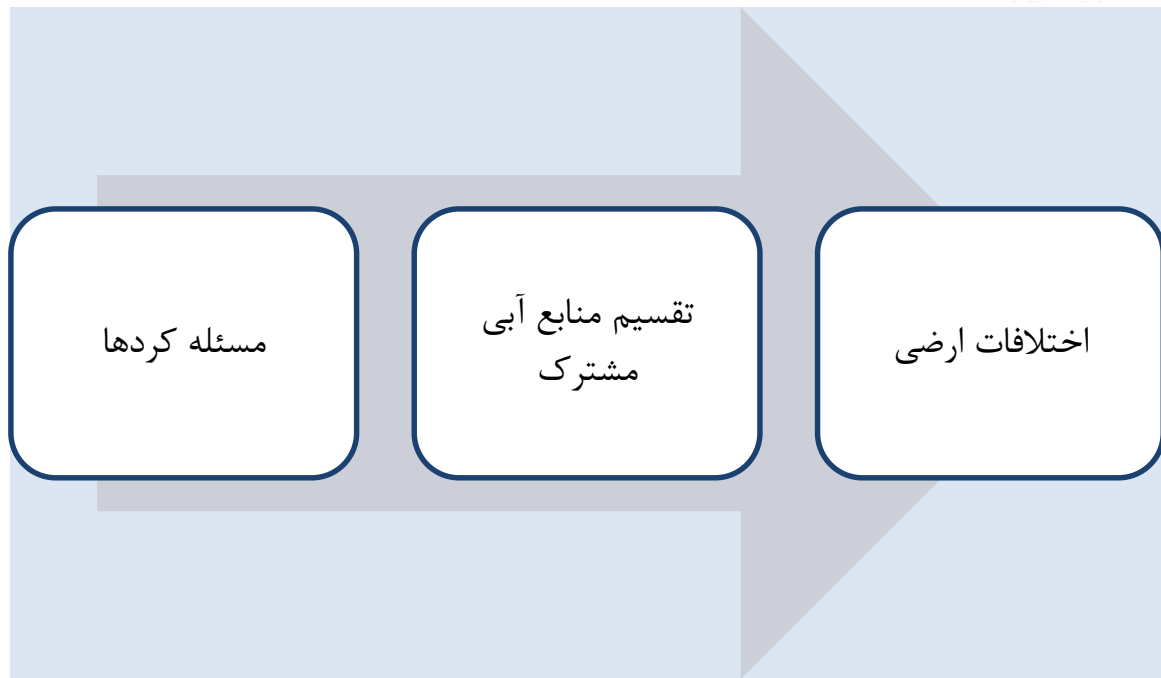 اختلافات ارضی
تقسیم منابع آبی
مشترک
مسئله کردها